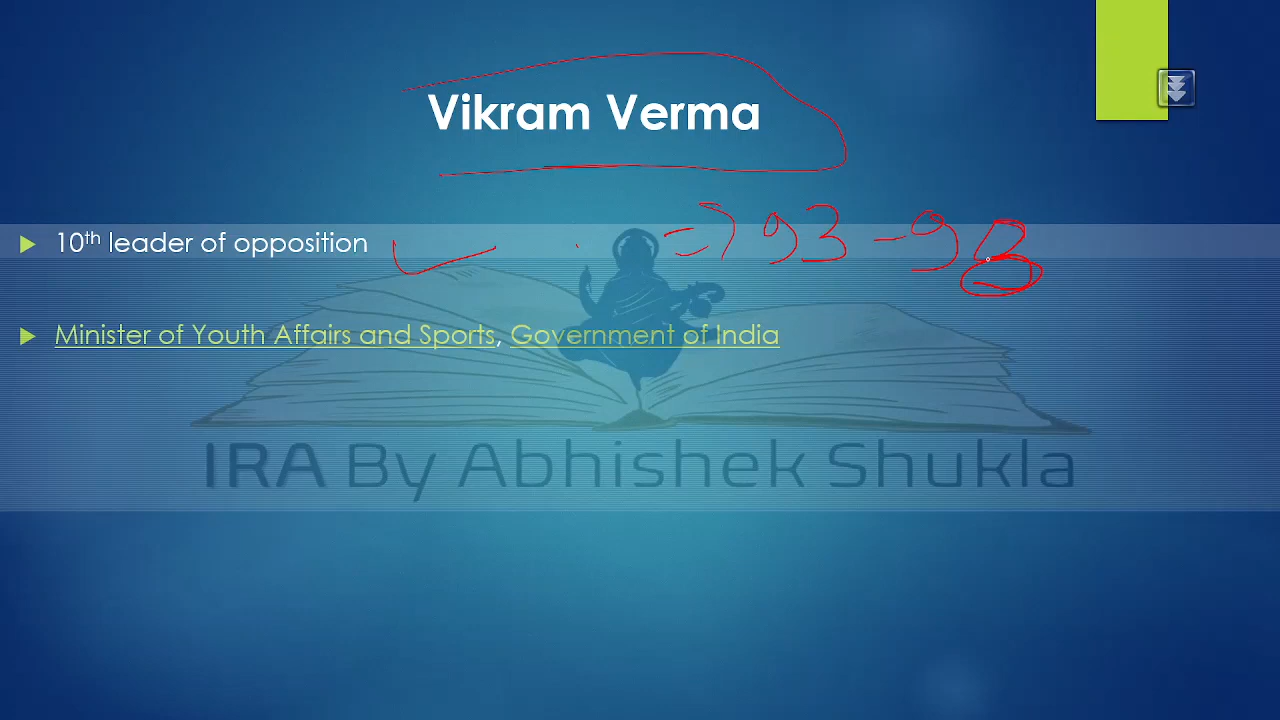 Vikram Verma
10th leader of opposition
=> 93-98
Minister of Youth Affairs and Sports, Government of India
IRA By Abhishek Shukla